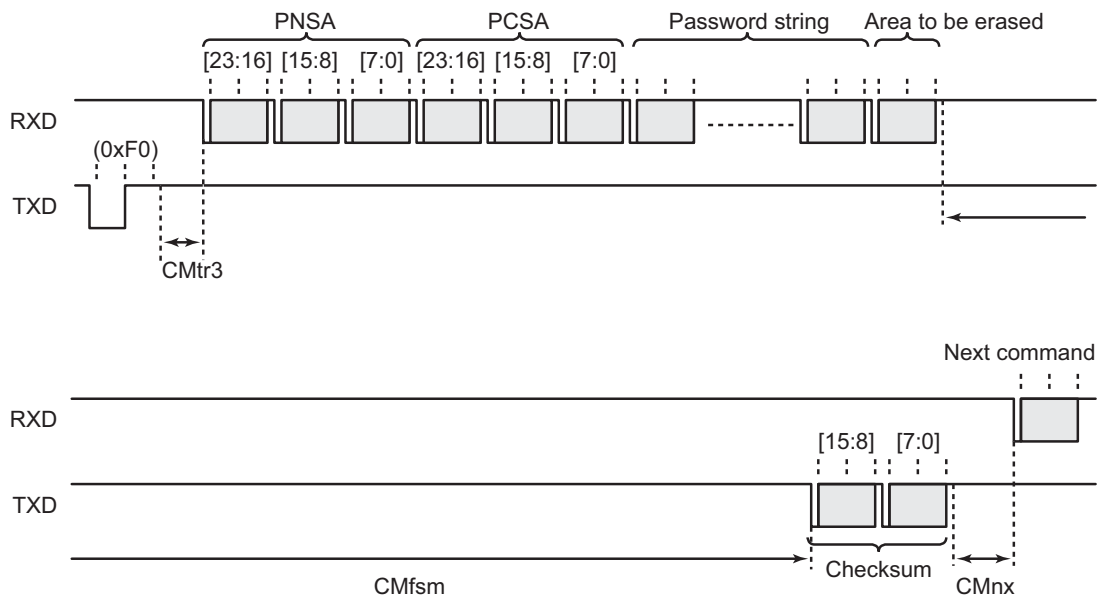 PNSA PCSA Password string Area to be erased
[23:16] [15:8] [7:0] [23:16] [15:8] [7:0]
RXD
(0xF0)
TXD
CMtr3
Next command
RXD
[15:8] [7:0]
TXD
Checksum
CMfsm CMnx